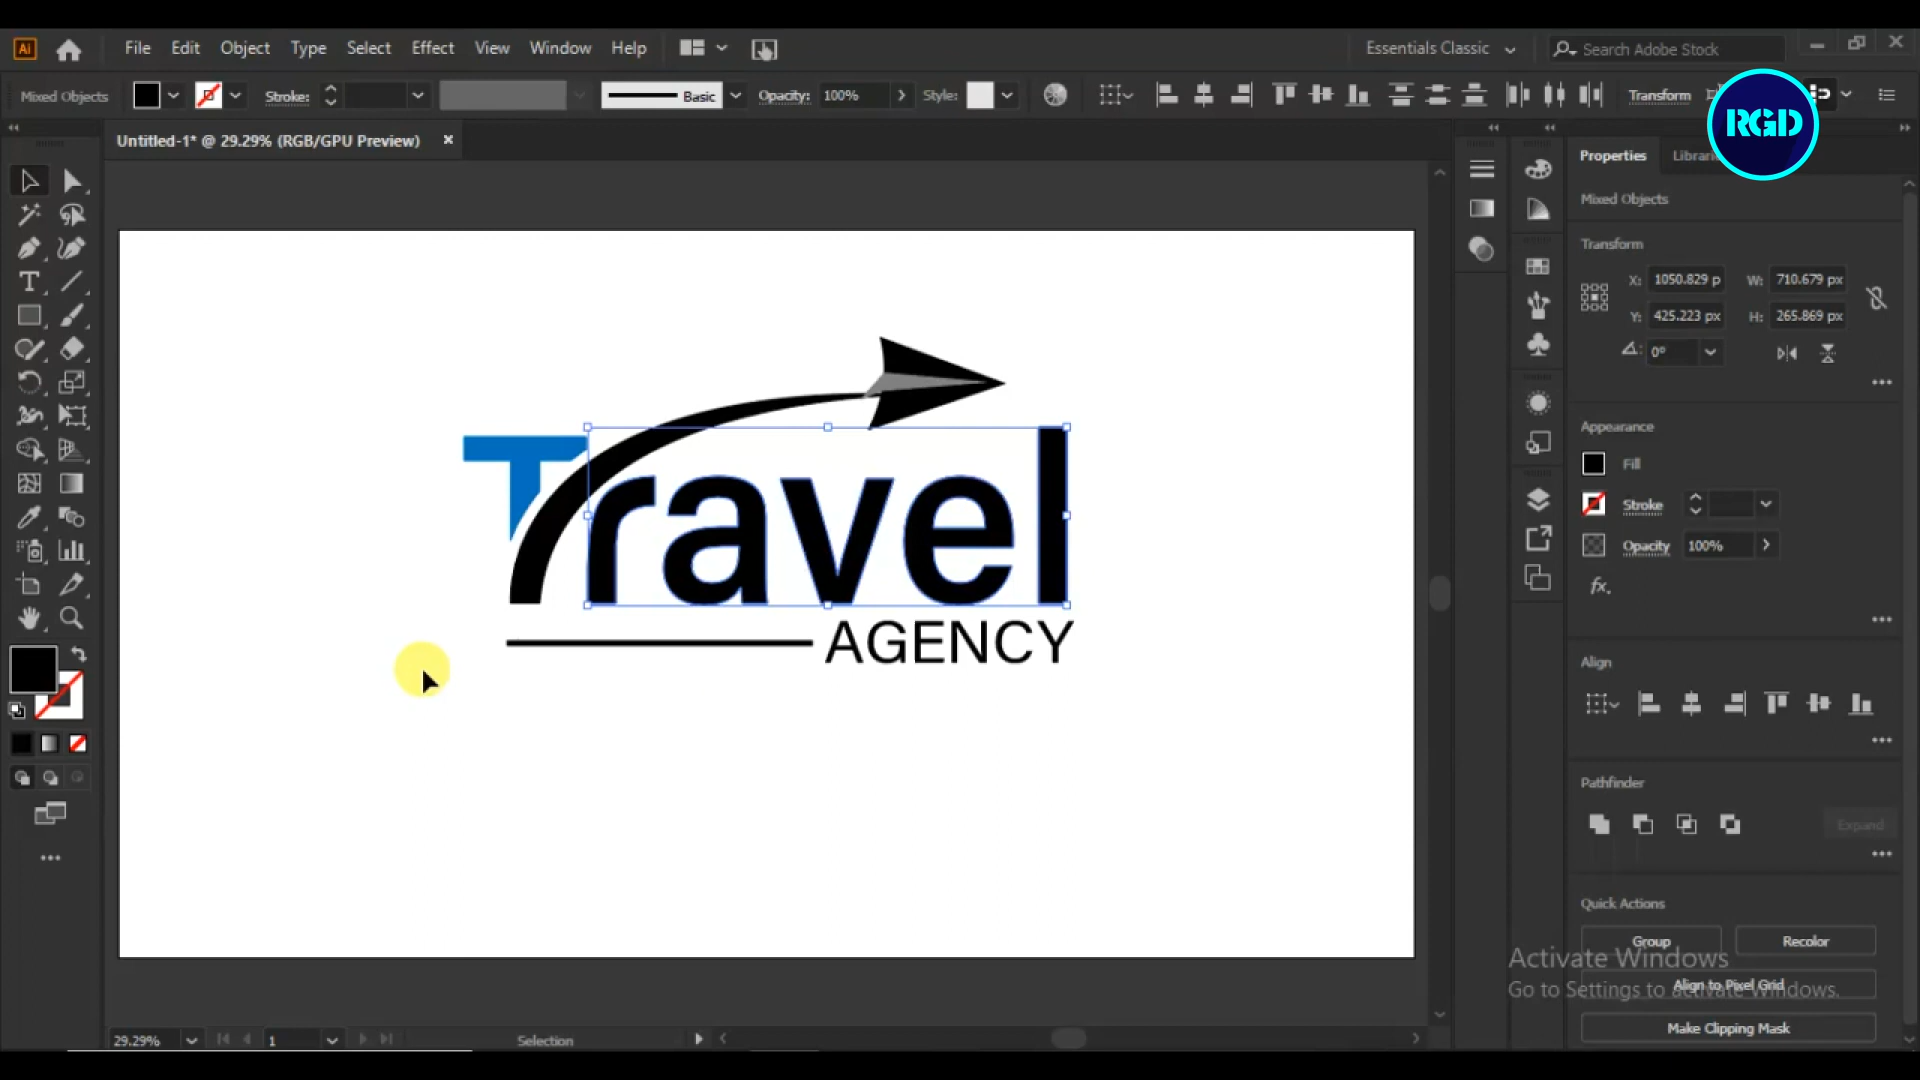 Ai File Edit Object Type Select Effect View Window Help Essentials Classic Search Adobe Stock
Mixed Objects Stroke: Basic Opacity: 100% Style: Transform
RGD
Untitled-1* @ 29.29% (RGB/GPU Preview)
Properties
Mixed Objects
Transform
X: 1050.829 p W: 710.679 px
Y: 425.223 px H: 265.869 px
0°
Appearance
Fill
Stroke
Opacity 100%
fx.
Align
Pathfinder
Expand
Quick Actions
Group Recolor
Align to Pixel Grid
Make Clipping Mask
Activate Windows
Go to Settings to activate Windows.
Travel
AGENCY
29.29% 1 Selection